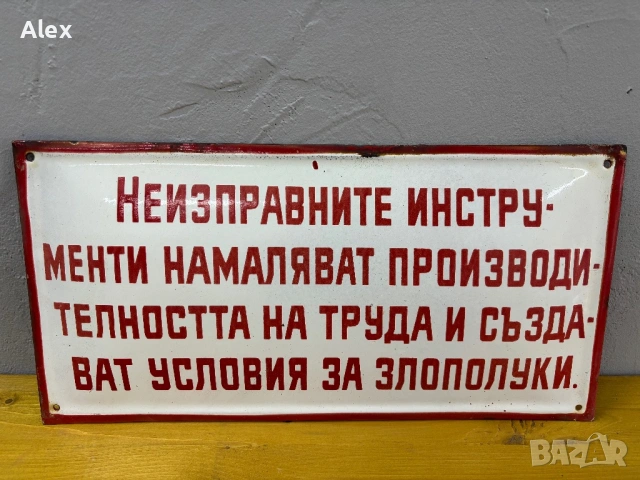 Alex
НЕИЗПРАВНИТЕ ИНСТРУ-
МЕНТИ НАМАЛЯВАТ ПРОИЗВОДИ-
ТЕЛНОСТТА НА ТРУДА И СЪЗДА-
ВАТ УСЛОВИЯ ЗА ЗЛОПОЛУКИ.
BAZAR